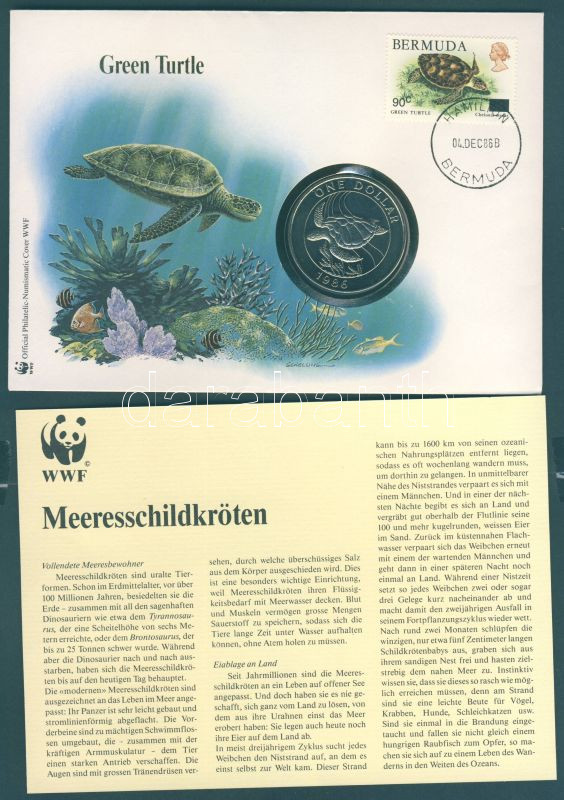 Green Turtle
BERMUDA
90c
GREEN TURTLE
HAMILTON
04.DEC86B
BERMUDA
ONE DOLLAR
1986
Official Philatelic-Numismatic Cover WWF
WWF
darabanth
WWF
Meeresschildkröten
Vollendete Meeresbewohner
Meeresschildkröten sind uralte Tier-
formen. Schon im Erdmittelalter, vor über
100 Millionen Jahren, besiedelten sie die
Erde - zusammen mit all den sagenhaften
Dinosauriern wie etwa dem Tyrannosau-
rus, der eine Scheitelhöhe von sechs Me-
tern erreichte, oder dem Brontosaurus, der
bis zu 25 Tonnen schwer wurde. Während
aber die Dinosaurier nach und nach aus-
starben, haben sich die Meeresschildkrö-
ten bis auf den heutigen Tag behauptet.
Die «modernen» Meeresschildkröten sind
ausgezeichnet an das Leben im Meer ange-
passt: Ihr Panzer ist sehr leicht gebaut und
stromlinienförmig abgeflacht. Die Vor-
derbeine sind zu mächtigen Schwimmflos-
sen umgebaut, die - zusammen mit der
kräftigen Armmuskulatur - dem Tier
einen starken Antrieb verschaffen. Die
Augen sind mit grossen Tränendrüsen ver-
sehen, durch welche überschüssiges Salz
aus dem Körper ausgeschieden wird. Dies
ist eine besonders wichtige Einrichtung,
weil Meeresschildkröten ihren Flüssig-
keitsbedarf mit Meerwasser decken. Blut
und Muskeln vermögen grosse Mengen
Sauerstoff zu speichern, sodass sich die
Tiere lange Zeit unter Wasser aufhalten
können, ohne Atem holen zu müssen.
Eiablage an Land
Seit Jahrmillionen sind die Meeres-
schildkröten an ein Leben auf offener See
angepasst. Und doch haben sie es nie ge-
schafft, sich ganz vom Land zu lösen, von
dem aus ihre Urahnen einst das Meer
erobert haben: Sie legen auch heute noch
ihre Eier auf dem Land ab.
In meist dreijährigem Zyklus sucht jedes
Weibchen den Niststrand auf, an dem es
einst selbst zur Welt kam. Dieser Strand
kann bis zu 1600 km von seinen ozeani-
schen Nahrungsplätzen entfernt liegen,
sodass es oft wochenlang wandern muss,
um dorthin zu gelangen. In unmittelbarer
Nähe des Niststrandes verpaart es sich mit
einem Männchen. Und in einer der näch-
sten Nächte begibt es sich an Land und
vergräbt gut oberhalb der Flutlinie seine
100 und mehr kugelrunden, weissen Eier
im Sand. Zurück im küstennahen Flach-
wasser verpaart sich das Weibchen erneut
mit einem der wartenden Männchen und
geht dann in einer späteren Nacht noch
einmal an Land. Während einer Nistzeit
setzt so jedes Weibchen zwei oder sogar
drei Gelege kurz nacheinander ab und
macht damit den zweijährigen Ausfall in
seinem Fortpflanzungszyklus wieder wett.
Nach rund zwei Monaten schlüpfen die
winzigen, nur etwa fünf Zentimeter langen
Schildkrötenbabys aus, graben sich aus
ihrem sandigen Nest frei und hasten ziel-
strebig dem nahen Meer zu. Instinktiv
wissen sie, dass sie dieses so rasch wie mög-
lich erreichen müssen, denn am Strand
sind sie eine leichte Beute für Vögel,
Krabben, Hunde, Schleichkatzen usw.
Sind sie einmal in die Brandung einge-
taucht und fallen sie nicht gleich einem
hungrigen Raubfisch zum Opfer, so ma-
chen sie sich auf zu einem Leben des Wan-
derns in den Weiten des Ozeans.